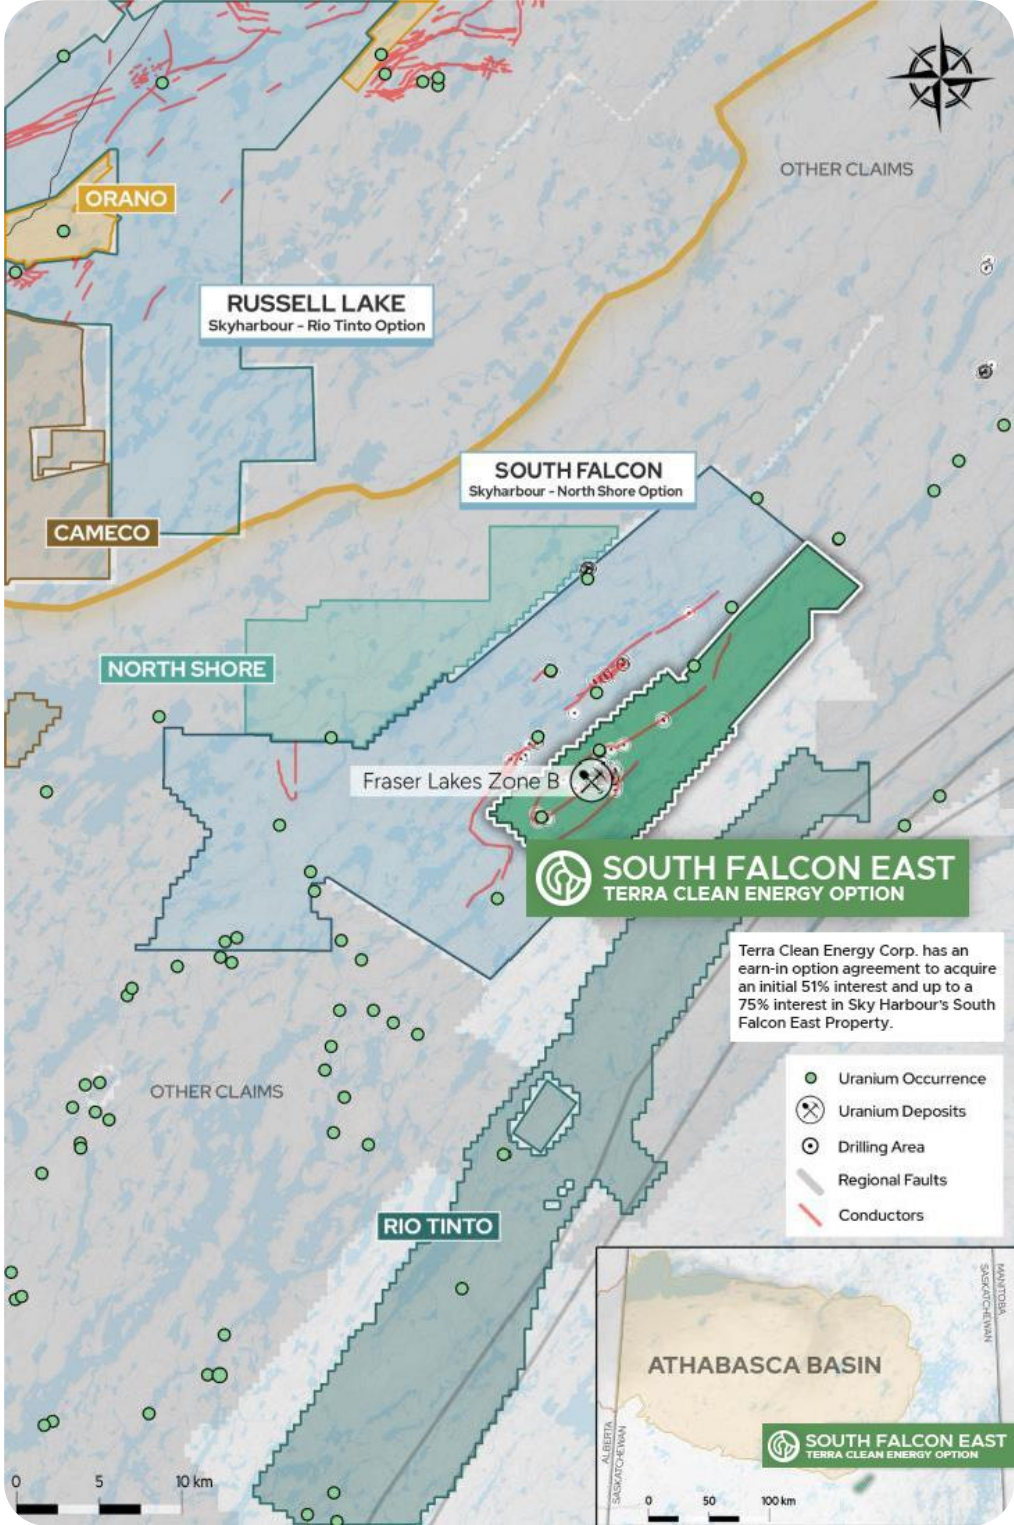 OTHER CLAIMS
ORANO
RUSSELL LAKE
Skyharbour - Rio Tinto Option
SOUTH FALCON
Skyharbour - North Shore Option
CAMECO
NORTH SHORE
Fraser Lakes Zone B
SOUTH FALCON EAST
TERRA CLEAN ENERGY OPTION
Terra Clean Energy Corp. has an
earn-in option agreement to acquire
an initial 51% interest and up to a
75% interest in Sky Harbour's South
Falcon East Property.
OTHER CLAIMS
Uranium Occurrence
Uranium Deposits
Drilling Area
Regional Faults
Conductors
RIO TINTO
MANITOBA
SASKATCHEWAN
ATHABASCA BASIN
ALBERTA
SASKATCHEWAN
SOUTH FALCON EAST
TERRA CLEAN ENERGY OPTION
0 5 10 km
0 50 100 km